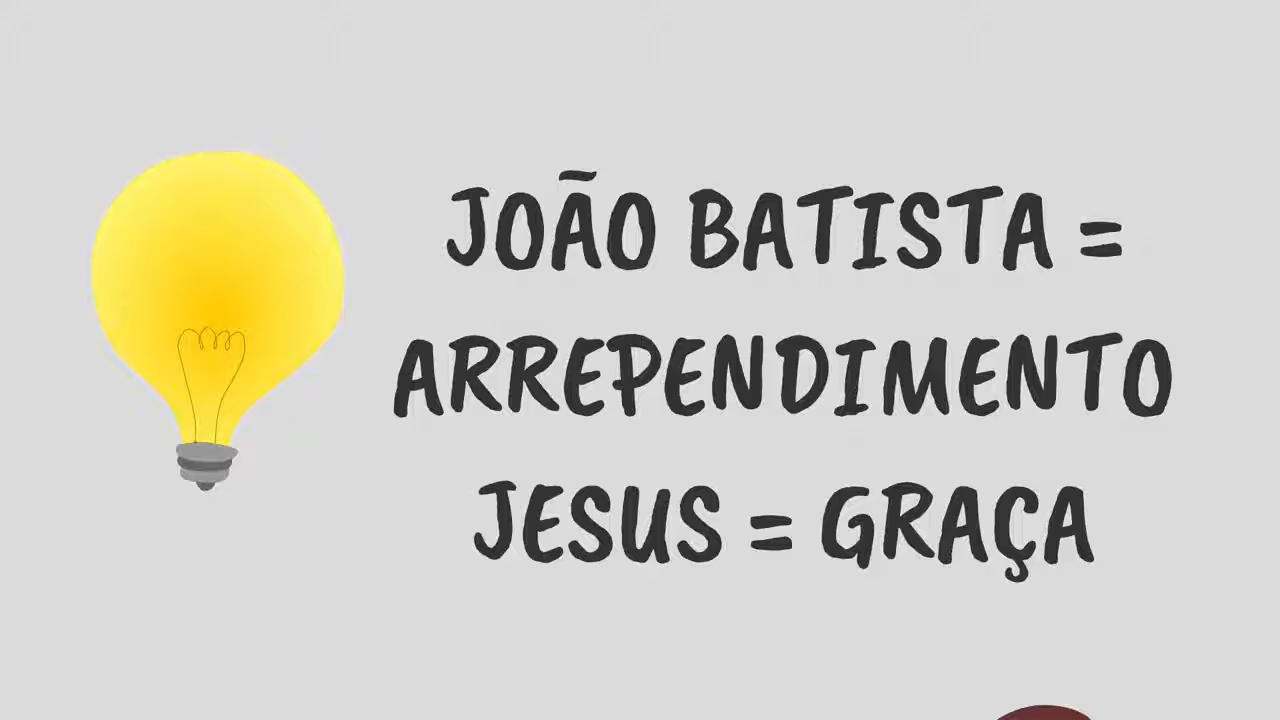 JOÃO BATISTA =
ARREPENDIMENTO
JESUS = GRAÇA